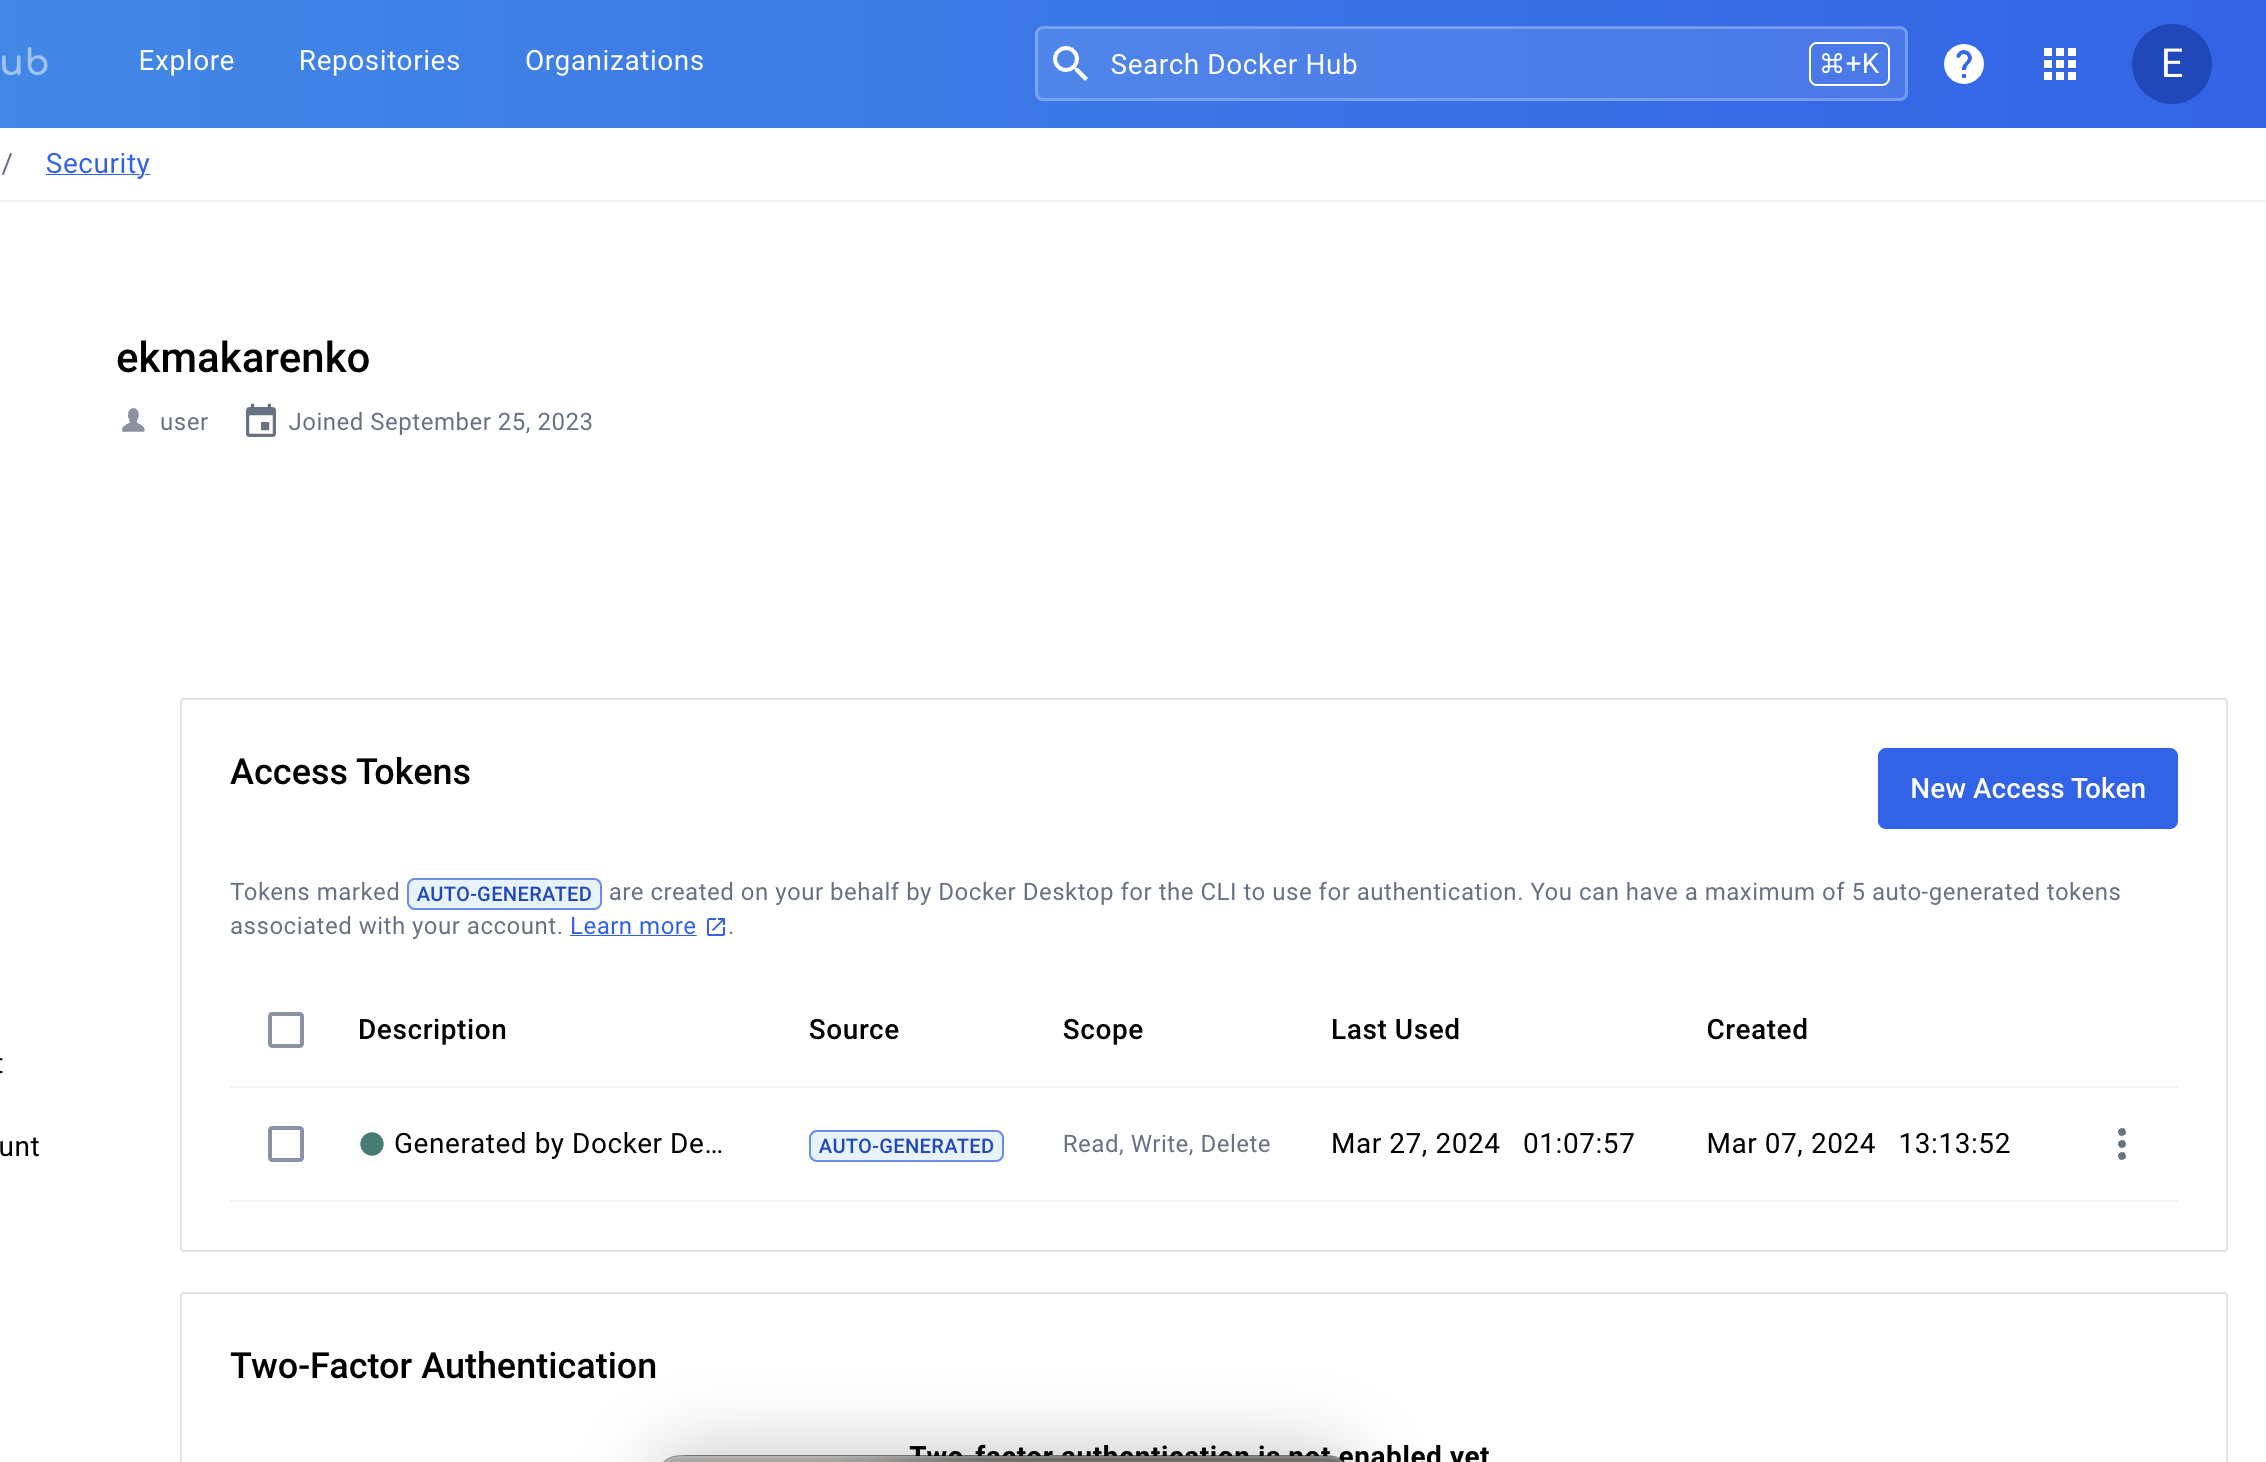 ub Explore Repositories Organizations Search Docker Hub ⌘+K E
/ Security
ekmakarenko
user Joined September 25, 2023
Access Tokens
New Access Token
Tokens marked AUTO-GENERATED are created on your behalf by Docker Desktop for the CLI to use for authentication. You can have a maximum of 5 auto-generated tokens
associated with your account. Learn more .
Description Source Scope Last Used Created
unt
Generated by Docker De... AUTO-GENERATED Read, Write, Delete Mar 27, 2024 01:07:57 Mar 07, 2024 13:13:52
Two-Factor Authentication
Two-factor authentication is not enabled yet